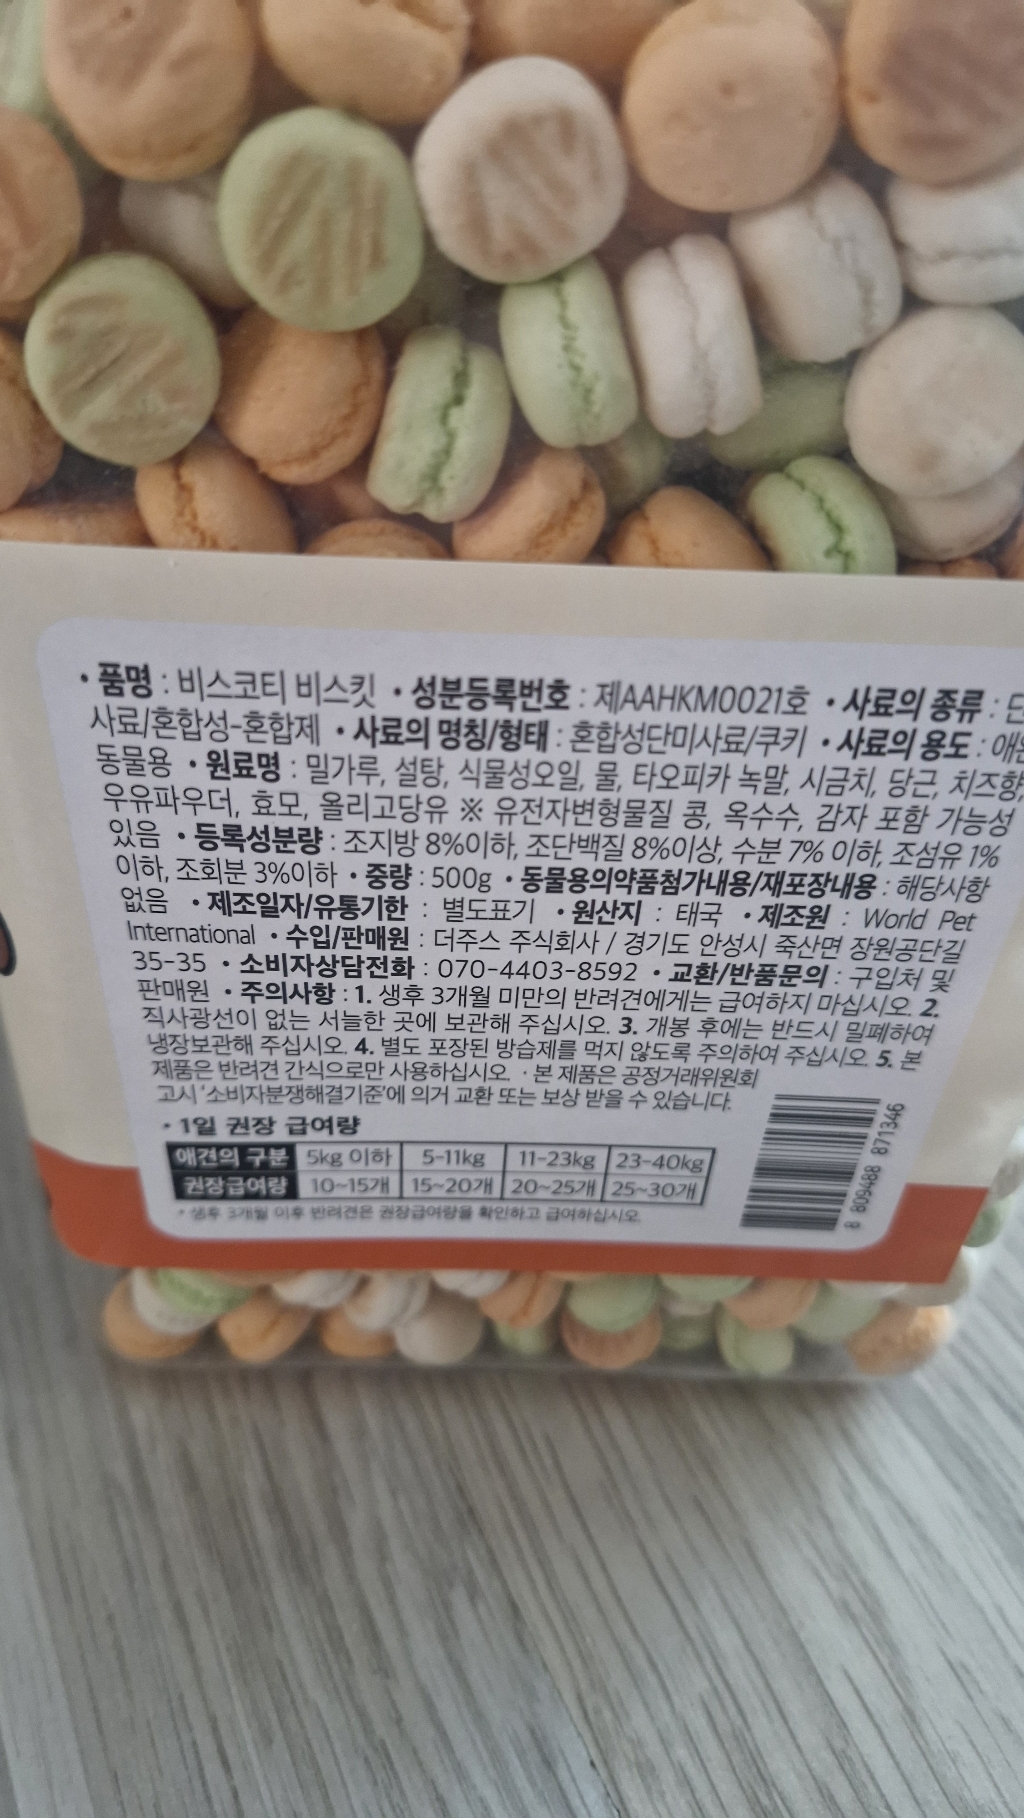 • 품명 : 비스코티 비스킷 • 성분등록번호 : 제AAHKM0021호 • 사료의 종류 : 단
사료/혼합성-혼합제 • 사료의 명칭/형태 : 혼합성단미사료/쿠키 • 사료의 용도 : 애완
동물용 • 원료명 : 밀가루, 설탕, 식물성오일, 물, 타오피카 녹말, 시금치, 당근, 치즈향,
우유파우더, 효모, 올리고당유 ※ 유전자변형물질 콩, 옥수수, 감자 포함 가능성
있음 • 등록성분량 : 조지방 8%이하, 조단백질 8%이상, 수분 7% 이하, 조섬유 1%
이하, 조회분 3%이하 • 중량 : 500g • 동물용의약품첨가내용/재포장내용 : 해당사항
없음 • 제조일자/유통기한 : 별도표기 • 원산지 : 태국 • 제조원 : World Pet
International • 수입/판매원 : 더주스 주식회사 / 경기도 안성시 죽산면 장원공단길
35-35 • 소비자상담전화 : 070-4403-8592 • 교환/반품문의 : 구입처 및
판매원 • 주의사항 : 1. 생후 3개월 미만의 반려견에게는 급여하지 마십시오. 2.
직사광선이 없는 서늘한 곳에 보관해 주십시오. 3. 개봉 후에는 반드시 밀폐하여
냉장보관해 주십시오. 4. 별도 포장된 방습제를 먹지 않도록 주의하여 주십시오. 5. 본
제품은 반려견 간식으로만 사용하십시오. · 본 제품은 공정거래위원회
고시 '소비자분쟁해결기준'에 의거 교환 또는 보상 받을 수 있습니다.
• 1일 권장 급여량
애견의 구분 5kg 이하 5-11kg 11-23kg 23-40kg
권장급여량 10~15개 15~20개 20~25개 25~30개
* 생후 3개월 이후 반려견은 권장급여량을 확인하고 급여하십시오.
8 809488 871346